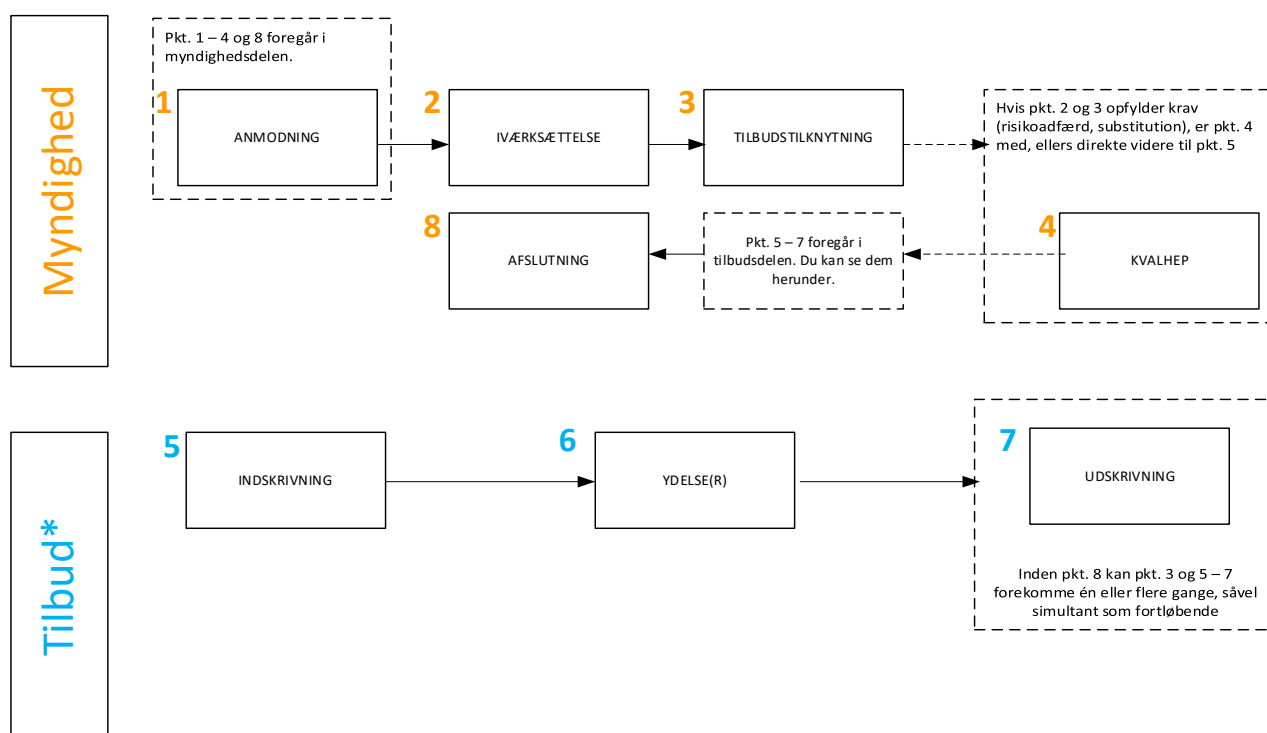 Myndighed
Pkt. 1 – 4 og 8 foregår i
myndighedsdelen.
1
ANMODNING
2
IVÆRKSÆTTELSE
3
TILBUDSTILKNYTNING
Hvis pkt. 2 og 3 opfylder krav
(risikoadfærd, substitution), er pkt. 4
med, ellers direkte videre til pkt. 5
4
KVALHEP
Pkt. 5 – 7 foregår i
tilbudsdelen. Du kan se dem
herunder.
8
AFSLUTNING
Tilbud*
5
INDSKRIVNING
6
YDELSE(R)
7
UDSKRIVNING
Inden pkt. 8 kan pkt. 3 og 5 – 7
forekomme én eller flere gange, såvel
simultant som fortløbende